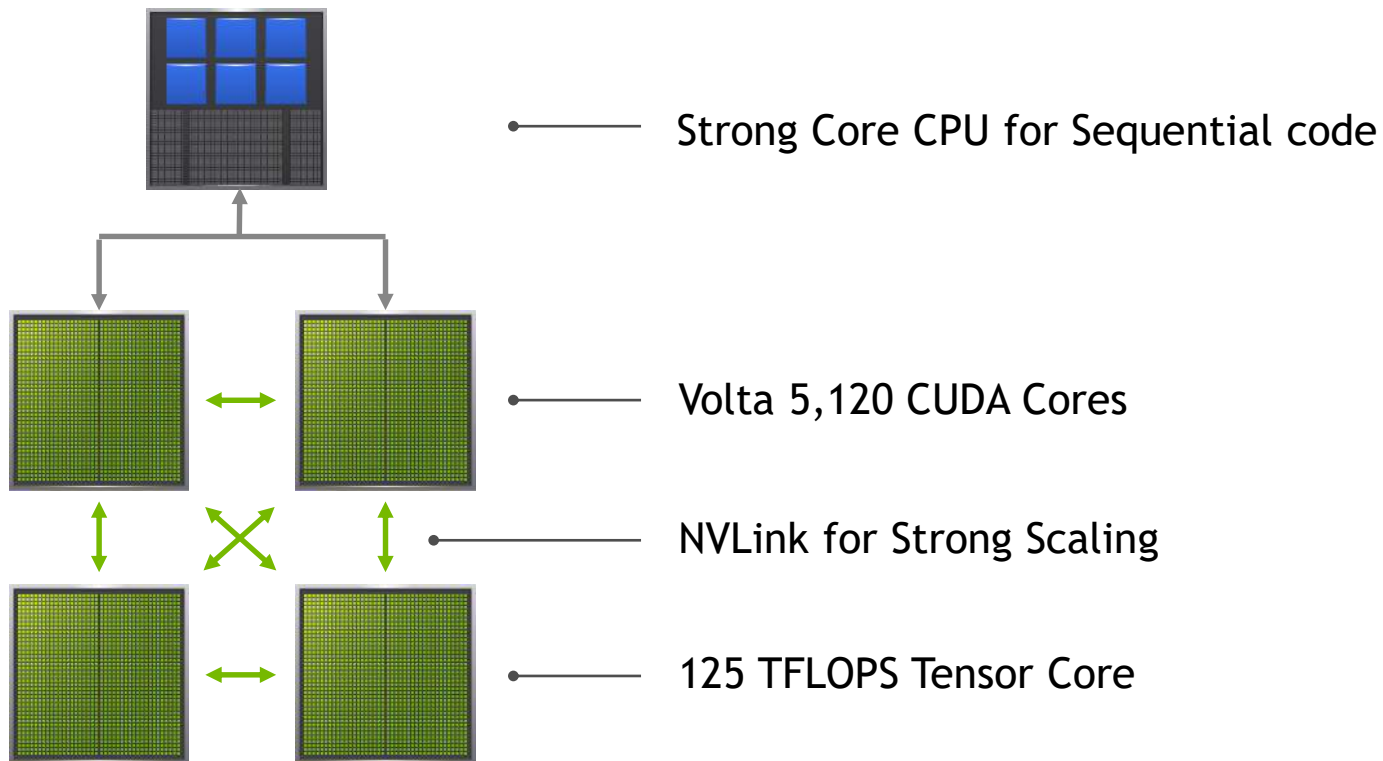 Strong Core CPU for Sequential code
Volta 5,120 CUDA Cores
NVLink for Strong Scaling
125 TFLOPS Tensor Core